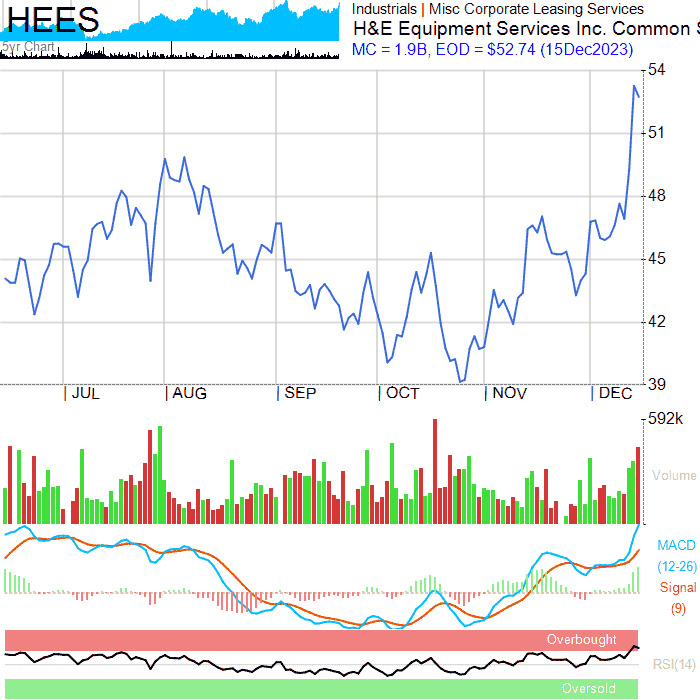 HEES
5yr Chart
Industrials | Misc Corporate Leasing Services
H&E Equipment Services Inc. Common S
MC = 1.9B, EOD = $52.74 (15Dec2023)
54
51
48
45
42
39
| JUL | AUG | SEP | OCT | NOV | DEC
592k
Volume
MACD
(12-26)
Signal
(9)
Overbought
RSI(14)
Oversold